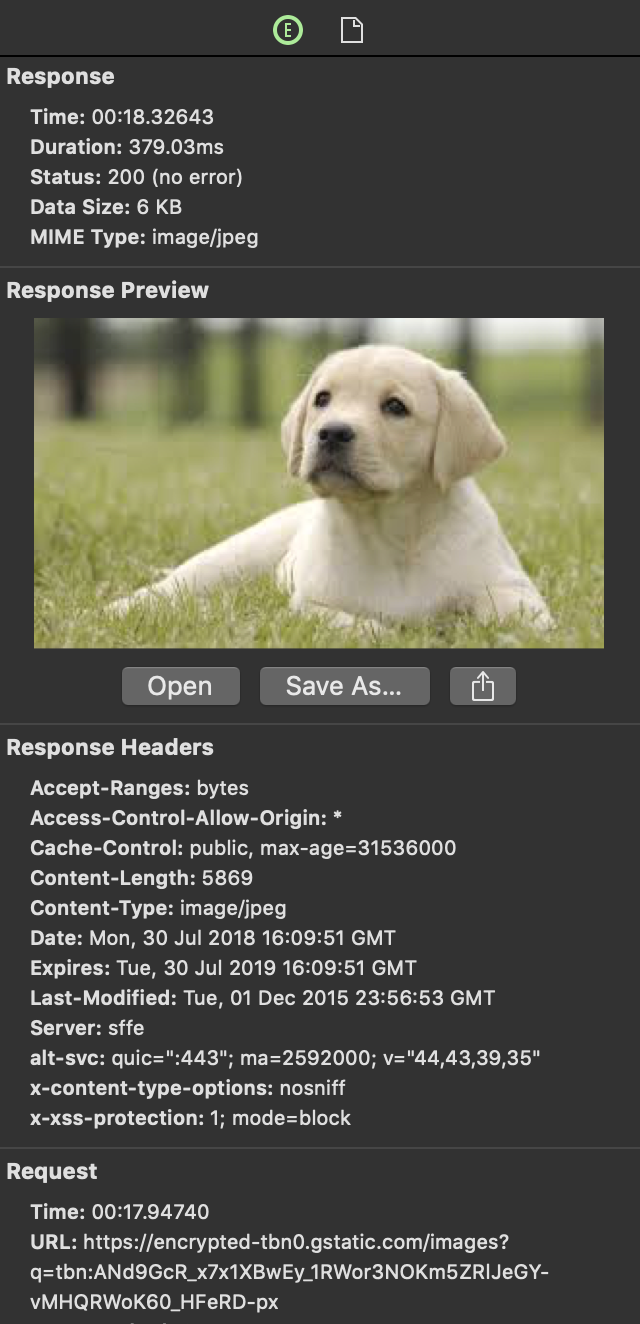 E
Response
Time: 00:18.32643
Duration: 379.03ms
Status: 200 (no error)
Data Size: 6 KB
MIME Type: image/jpeg
Response Preview
Open Save As...
Response Headers
Accept-Ranges: bytes
Access-Control-Allow-Origin: *
Cache-Control: public, max-age=31536000
Content-Length: 5869
Content-Type: image/jpeg
Date: Mon, 30 Jul 2018 16:09:51 GMT
Expires: Tue, 30 Jul 2019 16:09:51 GMT
Last-Modified: Tue, 01 Dec 2015 23:56:53 GMT
Server: sffe
alt-svc: quic=":443"; ma=2592000; v="44,43,39,35"
x-content-type-options: nosniff
x-xss-protection: 1; mode=block
Request
Time: 00:17.94740
URL: https://encrypted-tbn0.gstatic.com/images?
q=tbn:ANd9GcR_x7x1XBwEy_1RWor3NOKm5ZRlJeGY-
vMHQRWoK60_HFeRD-px